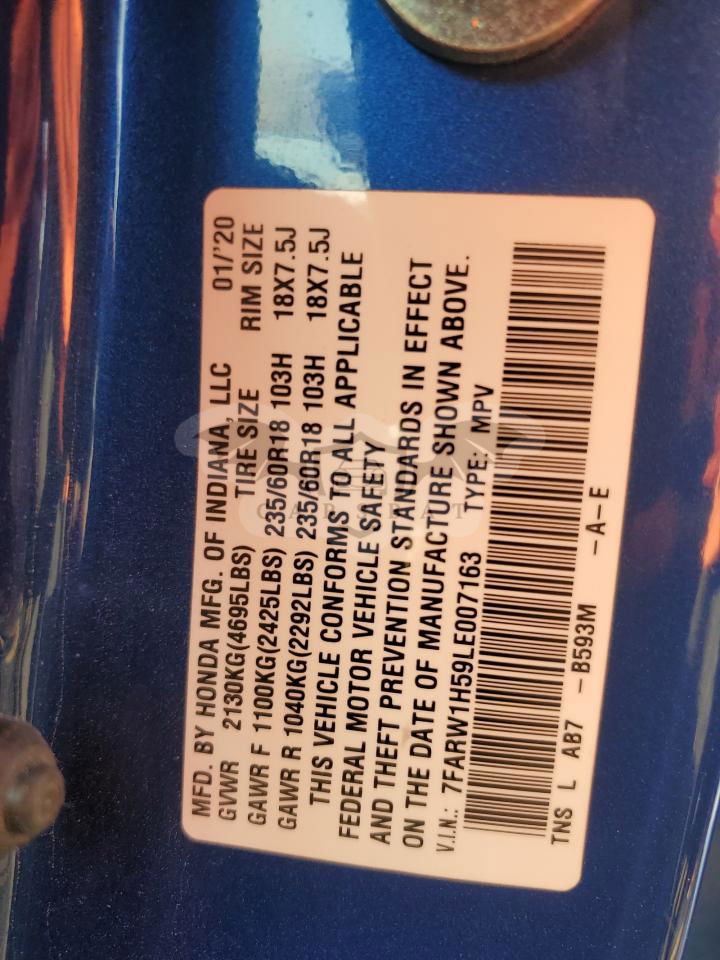 MFD. BY HONDA MFG. OF INDIANA, LLC 01/'20
GVWR 2130KG(4695LBS) TIRE SIZE RIM SIZE
GAWR F 1100KG(2425LBS) 235/60R18 103H 18X7.5J
GAWR R 1040KG(2292LBS) 235/60R18 103H 18X7.5J
THIS VEHICLE CONFORMS TO ALL APPLICABLE
FEDERAL MOTOR VEHICLE SAFETY
AND THEFT PREVENTION STANDARDS IN EFFECT
ON THE DATE OF MANUFACTURE SHOWN ABOVE.
V.I.N.: 7FARW1H59LE007163 TYPE: MPV
TNS L AB7 -B593M -A-E